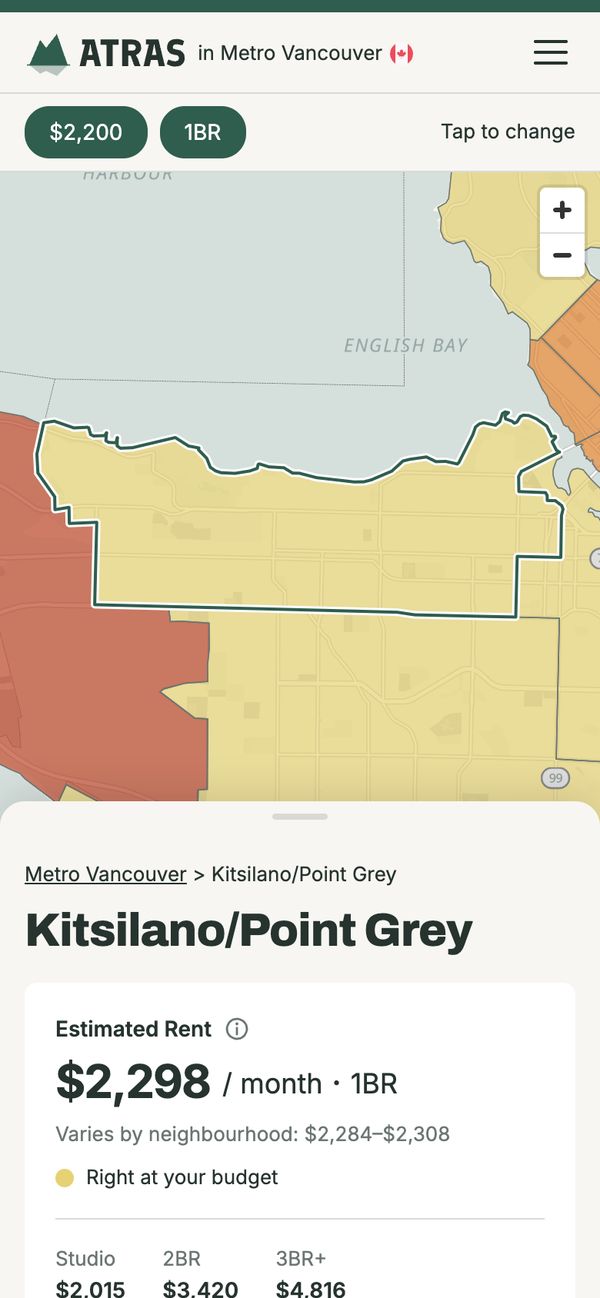 ATRAS in Metro Vancouver
$2,200 1BR Tap to change
HARBOUR
+
ENGLISH BAY
−
99
Metro Vancouver > Kitsilano/Point Grey
Kitsilano/Point Grey
Estimated Rent
$2,298 / month · 1BR
Varies by neighbourhood: $2,284–$2,308
Right at your budget
Studio 2BR 3BR+
$2,015 $3,420 $4,816